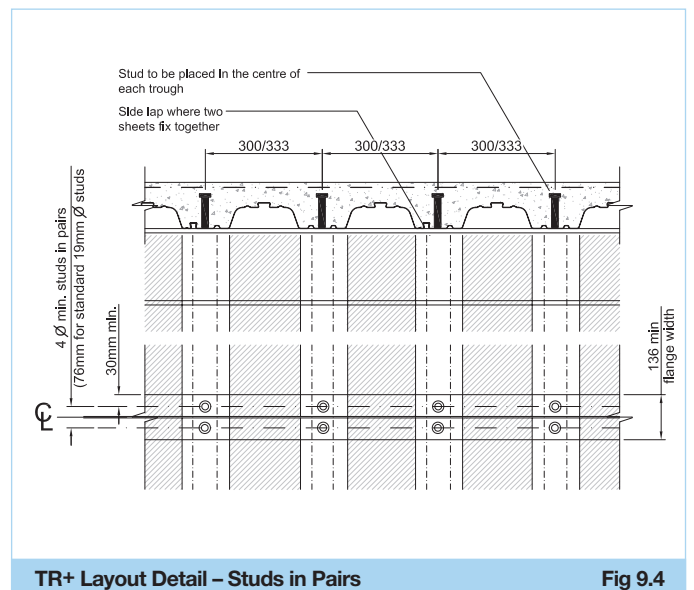 Stud to be placed in the centre of
each trough
Side lap where two
sheets fix together
300/333
300/333
300/333
4 Ø min. studs in pairs
(76mm for standard 19mm Ø studs
30mm min.
℄
136 min
flange width
TR+ Layout Detail – Studs in Pairs
Fig 9.4